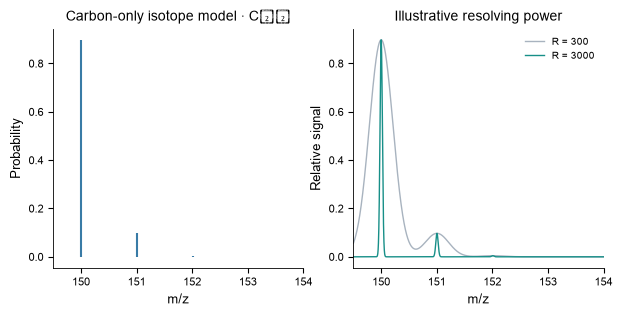 Carbon-only isotope model · C
Probability
0.8
0.6
0.4
0.2
0.0
150
151
152
153
154
m/z
Illustrative resolving power
R = 300
R = 3000
Relative signal
0.8
0.6
0.4
0.2
0.0
150
151
152
153
154
m/z